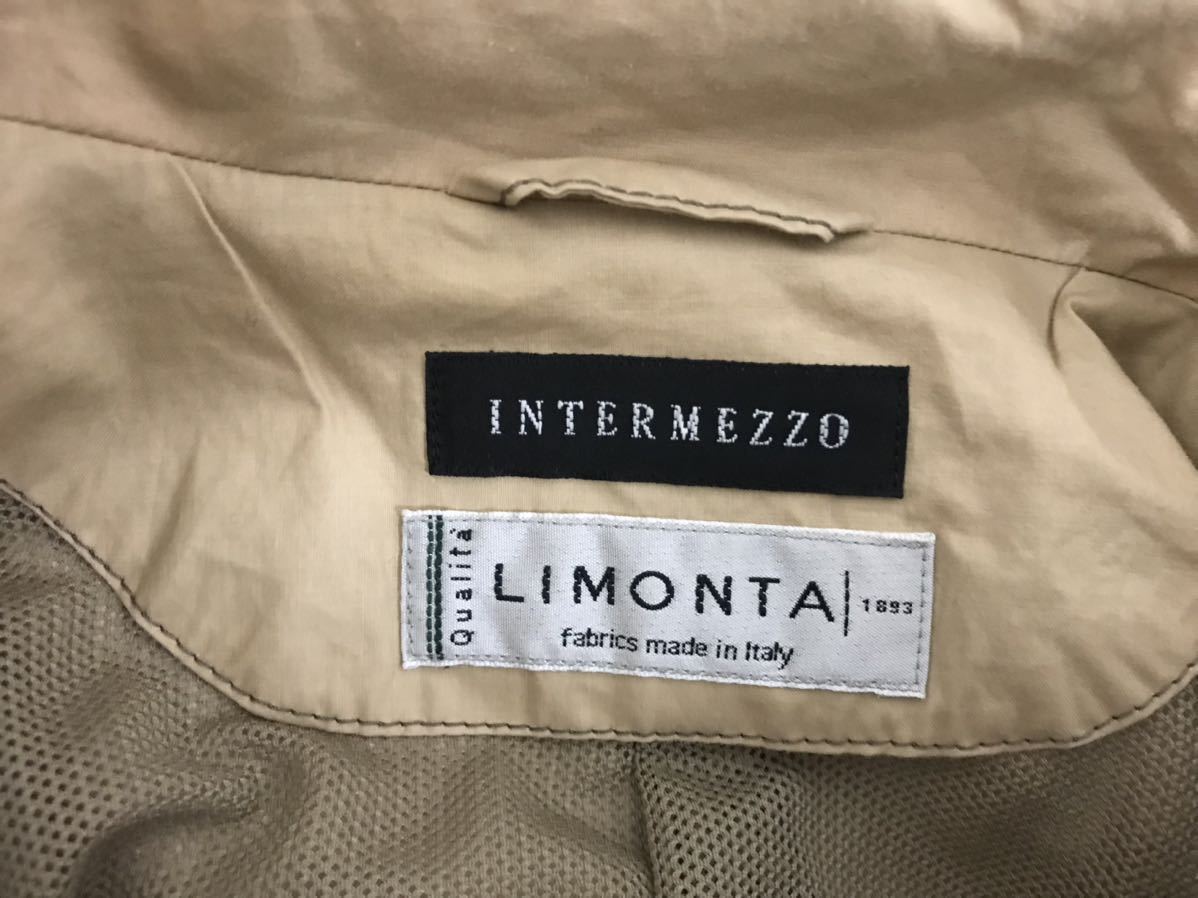 INTERMEZZO
Qualità
LIMONTA 1893
fabrics made in Italy